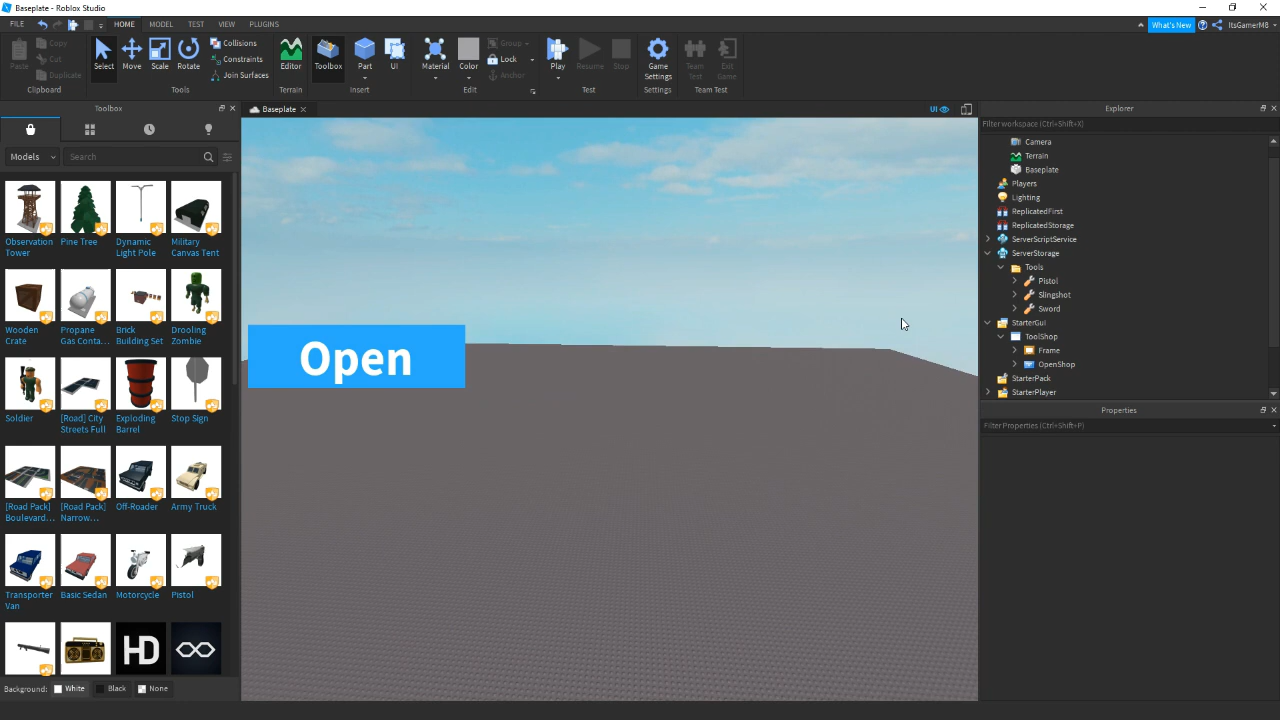 Baseplate - Roblox Studio
FILE HOME MODEL TEST VIEW PLUGINS What's New ItsGamerM8
Paste Copy Cut Duplicate Select Move Scale Rotate Collisions Constraints Join Surfaces Editor Toolbox Part UI Material Color Group Lock Anchor Play Resume Stop Game Settings Team Test Exit Game
Clipboard Tools Terrain Insert Edit Test Settings Team Test
Toolbox
Models Search
Observation Tower
Pine Tree
Dynamic Light Pole
Military Canvas Tent
Wooden Crate
Propane Gas Conta...
Brick Building Set
Drooling Zombie
Soldier
[Road] City Streets Full
Exploding Barrel
Stop Sign
[Road Pack] Boulevard...
[Road Pack] Narrow...
Off-Roader
Army Truck
Transporter Van
Basic Sedan
Motorcycle
Pistol
HD
Background: White Black None
Baseplate
UI
Open
Explorer
Filter workspace (Ctrl+Shift+X)
Camera
Terrain
Baseplate
Players
Lighting
ReplicatedFirst
ReplicatedStorage
ServerScriptService
ServerStorage
Tools
Pistol
Slingshot
Sword
StarterGui
ToolShop
Frame
OpenShop
StarterPack
StarterPlayer
Properties
Filter Properties (Ctrl+Shift+P)